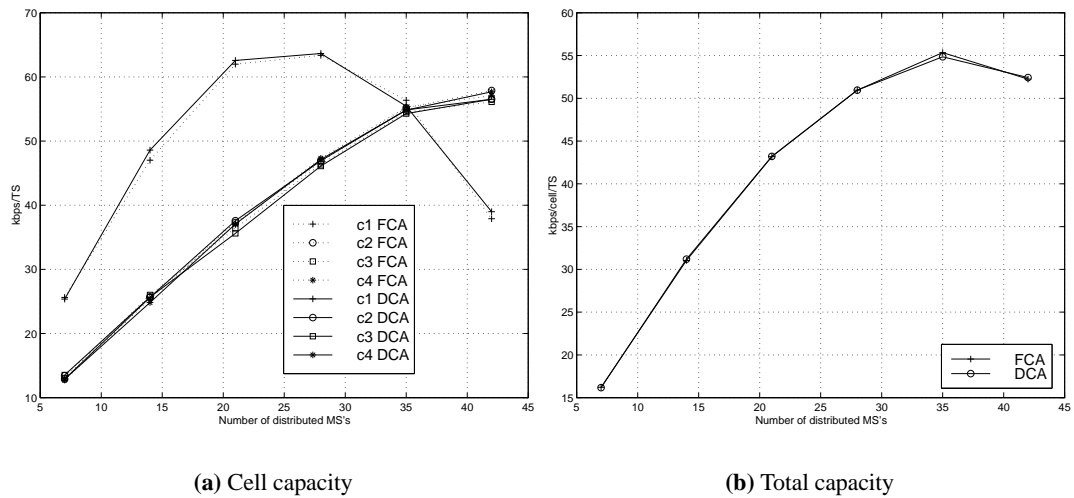 70
60
50
40
30
20
10
kbps/TS
5 10 15 20 25 30 35 40 45
Number of distributed MS's
c1 FCA
c2 FCA
c3 FCA
c4 FCA
c1 DCA
c2 DCA
c3 DCA
c4 DCA
(a) Cell capacity
60
55
50
45
40
35
30
25
20
15
kbps/cell/TS
5 10 15 20 25 30 35 40 45
Number of distributed MS's
FCA
DCA
(b) Total capacity